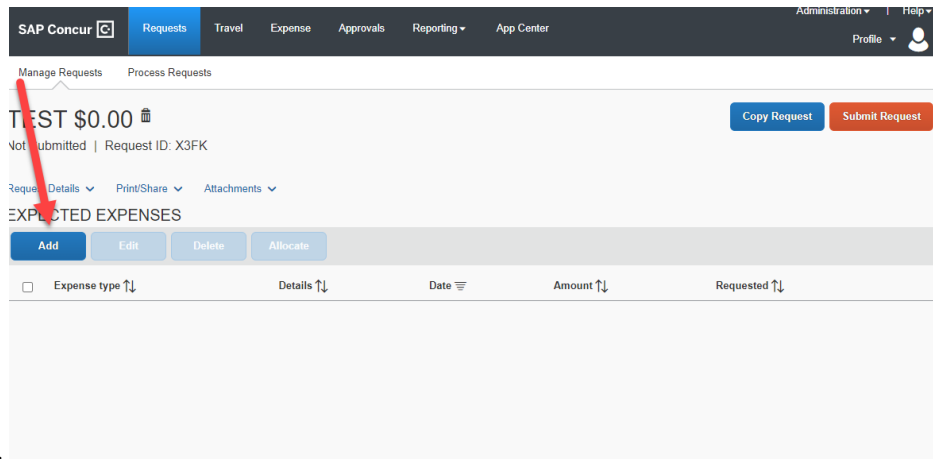 Administration Help
SAP Concur C Requests Travel Expense Approvals Reporting App Center
Profile
Manage Requests Process Requests
TEST $0.00
Copy Request Submit Request
Not Submitted | Request ID: X3FK
Request Details Print/Share Attachments
EXPECTED EXPENSES
Add Edit Delete Allocate
Expense type Details Date Amount Requested